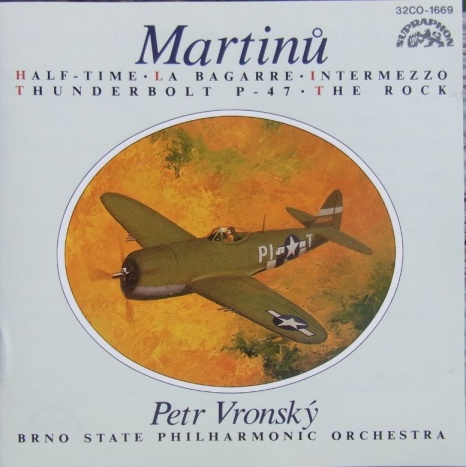 32CO-1669
SUPRAPHON
Martinů
HALF-TIME · LA BAGARRE · INTERMEZZO
THUNDERBOLT P-47 · THE ROCK
PI T
Petr Vronský
BRNO STATE PHILHARMONIC ORCHESTRA